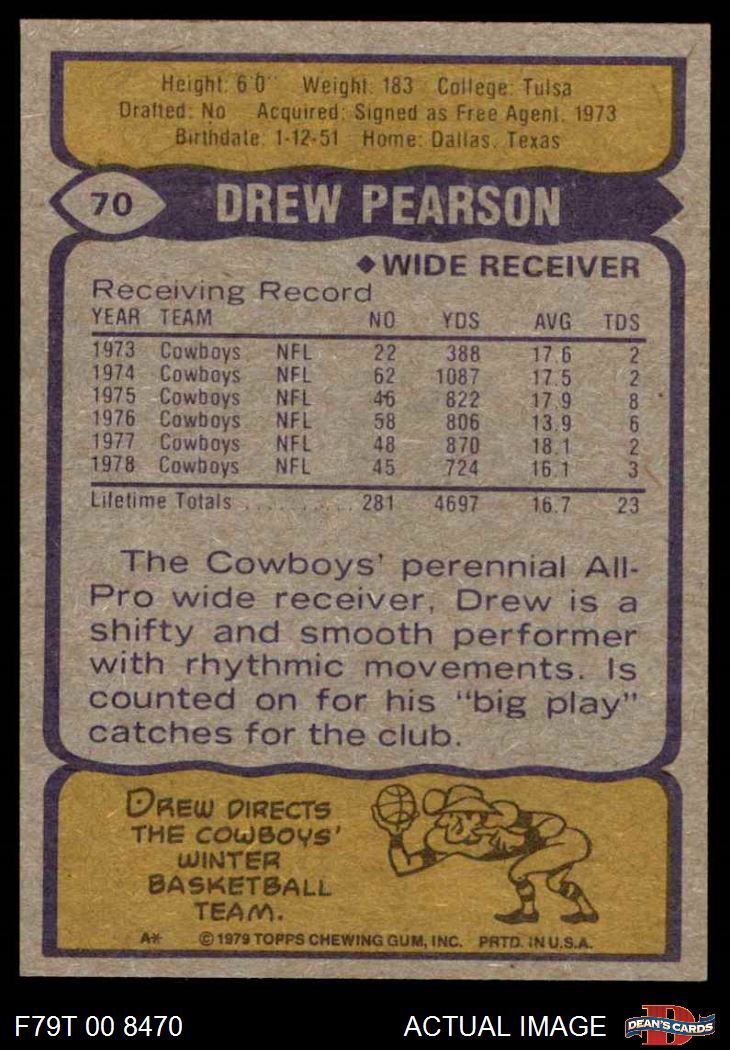 Height: 6'0" Weight: 183 College: Tulsa
Drafted: No Acquired: Signed as Free Agent, 1973
Birthdate: 1-12-51 Home: Dallas, Texas
70 DREW PEARSON
◆WIDE RECEIVER
Receiving Record
YEAR TEAM NO YDS AVG TDS
1973 Cowboys NFL 22 388 17.6 2
1974 Cowboys NFL 62 1087 17.5 2
1975 Cowboys NFL 46 822 17.9 8
1976 Cowboys NFL 58 806 13.9 6
1977 Cowboys NFL 48 870 18.1 2
1978 Cowboys NFL 45 724 16.1 3
Lifetime Totals .......... 281 4697 16.7 23
The Cowboys' perennial All-
Pro wide receiver, Drew is a
shifty and smooth performer
with rhythmic movements. Is
counted on for his "big play"
catches for the club.
DREW DIRECTS
THE COWBOYS'
WINTER
BASKETBALL
TEAM.
A* © 1979 TOPPS CHEWING GUM, INC. PRTD. IN U.S.A.
F79T 00 8470 ACTUAL IMAGE D DEAN'S CARDS